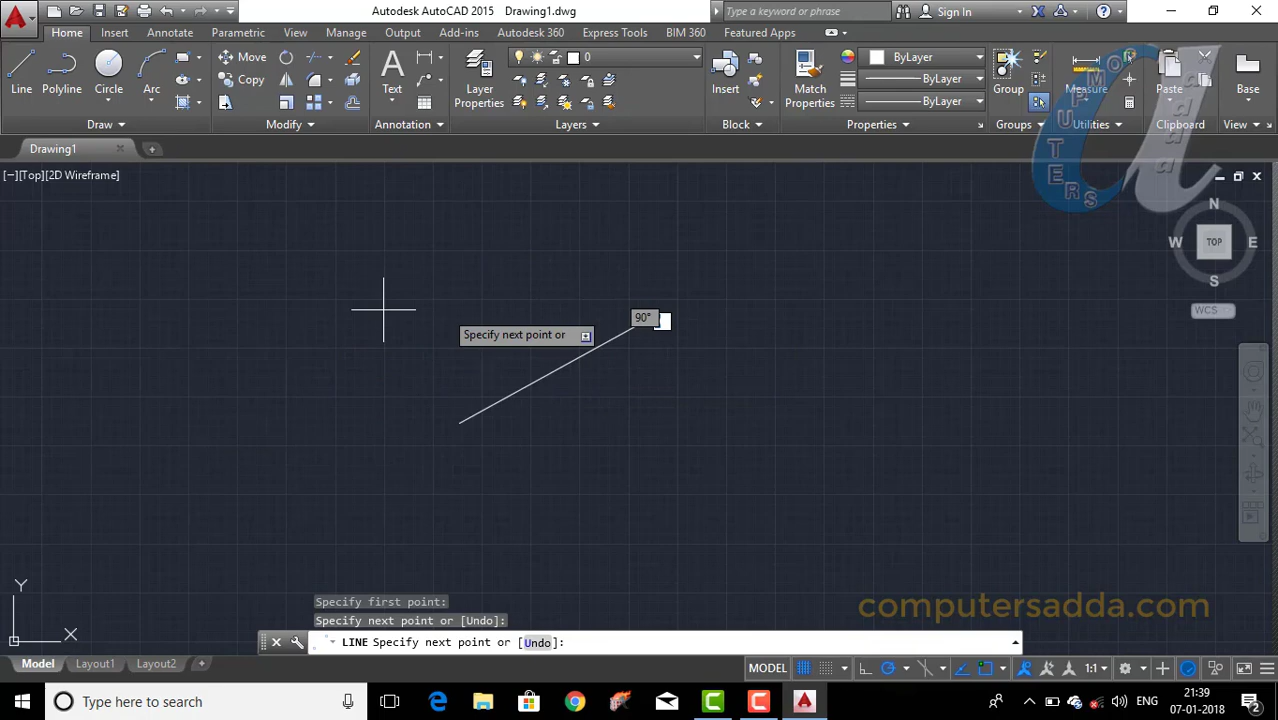 Autodesk AutoCAD 2015 Drawing1.dwg
Type a keyword or phrase
Sign In
Home Insert Annotate Parametric View Manage Output Add-ins Autodesk 360 Express Tools BIM 360 Featured Apps
Line Polyline Circle Arc
Move
Copy
Text
Layer Properties
0
Insert
Match Properties
ByLayer
ByLayer
ByLayer
Group
Measure
Paste
Base
Draw Modify Annotation Layers Block Properties Groups Utilities Clipboard View
COMPUTERS adda
Drawing1
[−][Top][2D Wireframe]
N
W TOP E
S
WCS
90°
Specify next point or
Y
X
Specify first point:
Specify next point or [Undo]:
LINE Specify next point or [Undo]:
computersadda.com
Model Layout1 Layout2
MODEL 1:1
Type here to search
ENG
21:39
07-01-2018
2